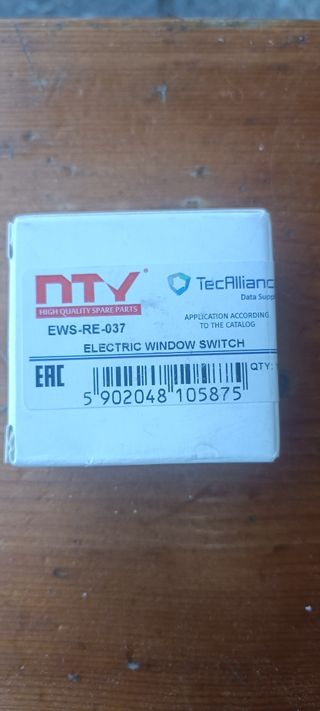 NTY®
HIGH QUALITY SPARE PARTS
EWS-RE-037
TecAllianc
Data Supp
APPLICATION ACCORDING
TO THE CATALOG
ELECTRIC WINDOW SWITCH
EAC
QTY:
5 902048 105875